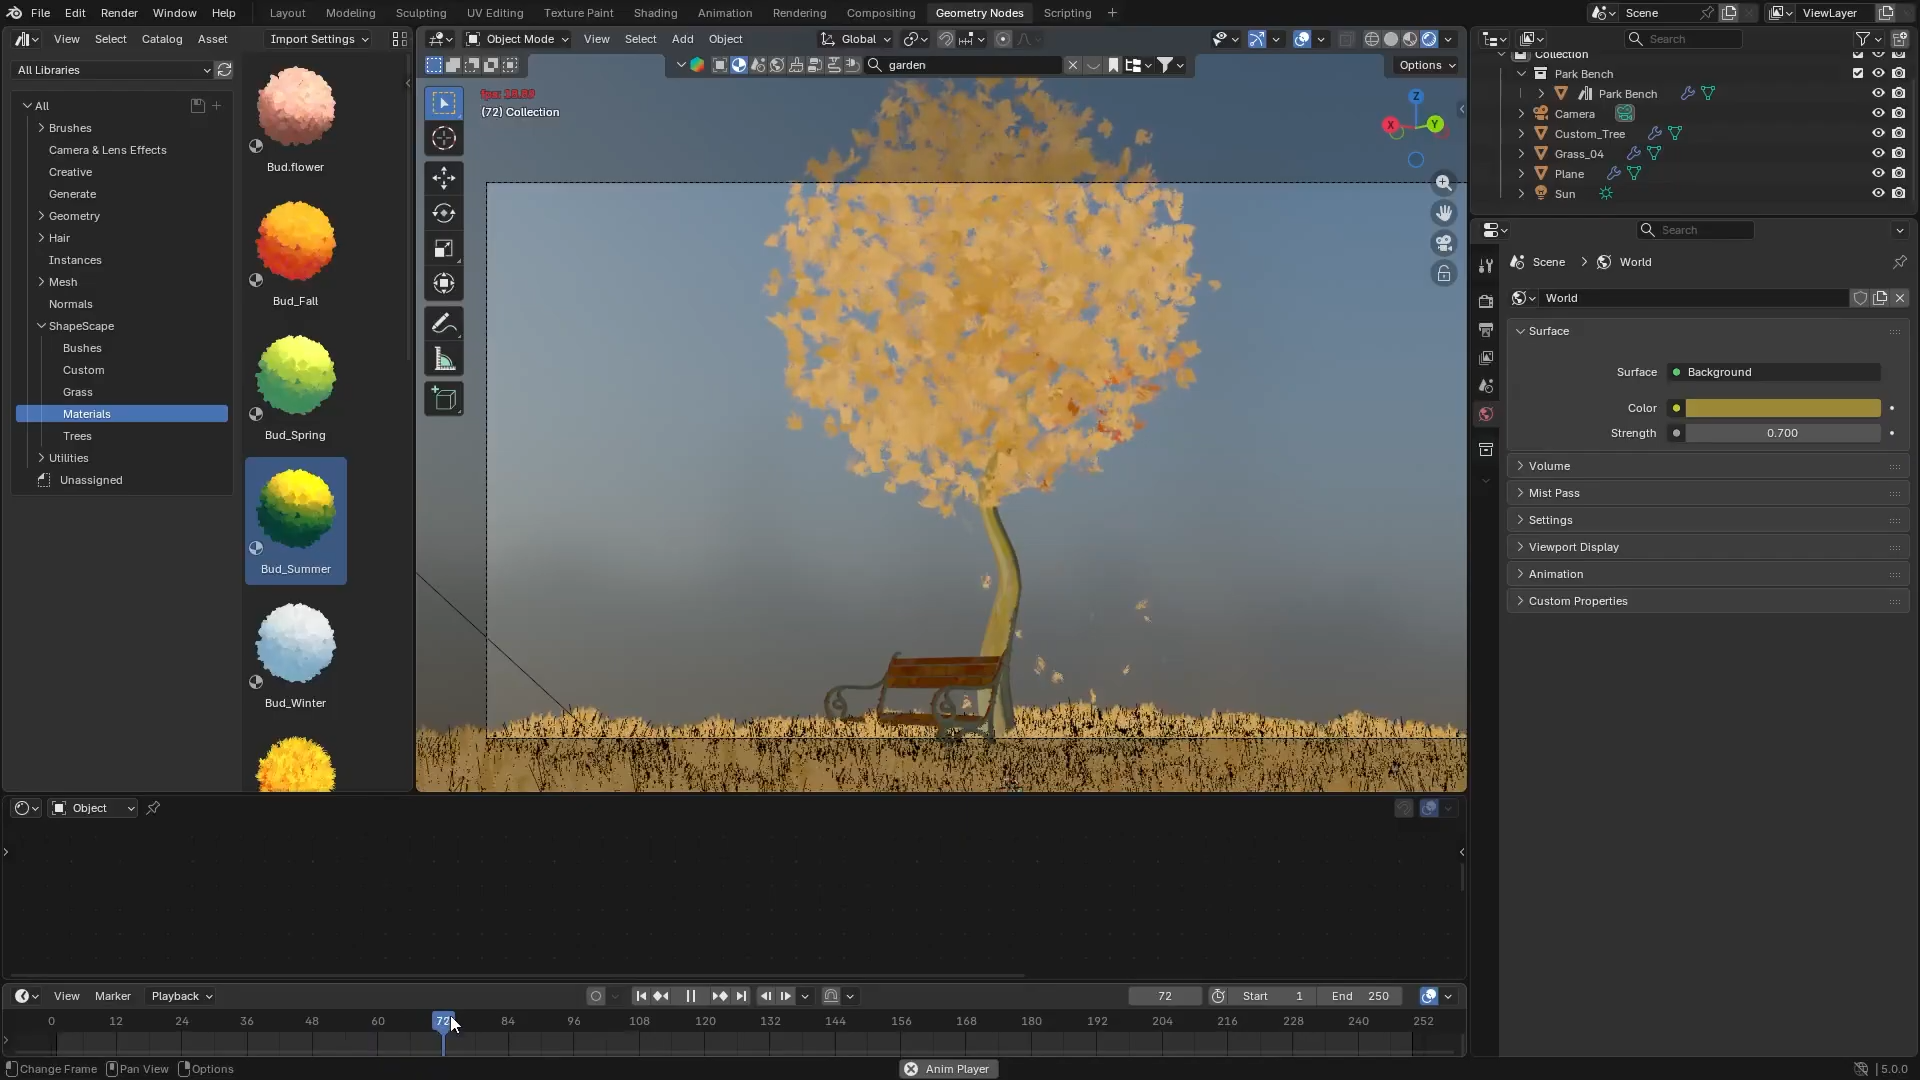 File Edit Render Window Help Layout Modeling Sculpting UV Editing Texture Paint Shading Animation Rendering Compositing Geometry Nodes Scripting + Scene ViewLayer
View Select Catalog Asset Import Settings
Object Mode View Select Add Object Global
Search
All Libraries
garden
Options
All
Brushes
Camera & Lens Effects
Creative
Generate
Geometry
Hair
Instances
Mesh
Normals
ShapeScape
Bushes
Custom
Grass
Materials
Trees
Utilities
Unassigned
Bud.flower
Bud_Fall
Bud_Spring
Bud_Summer
Bud_Winter
(72) Collection
Z
X
Y
Collection
Park Bench
Park Bench
Camera
Custom_Tree
Grass_04
Plane
Sun
Search
Scene > World
World
Surface
Surface Background
Color
Strength 0.700
Volume
Mist Pass
Settings
Viewport Display
Animation
Custom Properties
Object
View Marker Playback
72 Start 1 End 250
0 12 24 36 48 60 72 84 96 108 120 132 144 156 168 180 192 204 216 228 240 252
Change Frame Pan View Options Anim Player 5.0.0